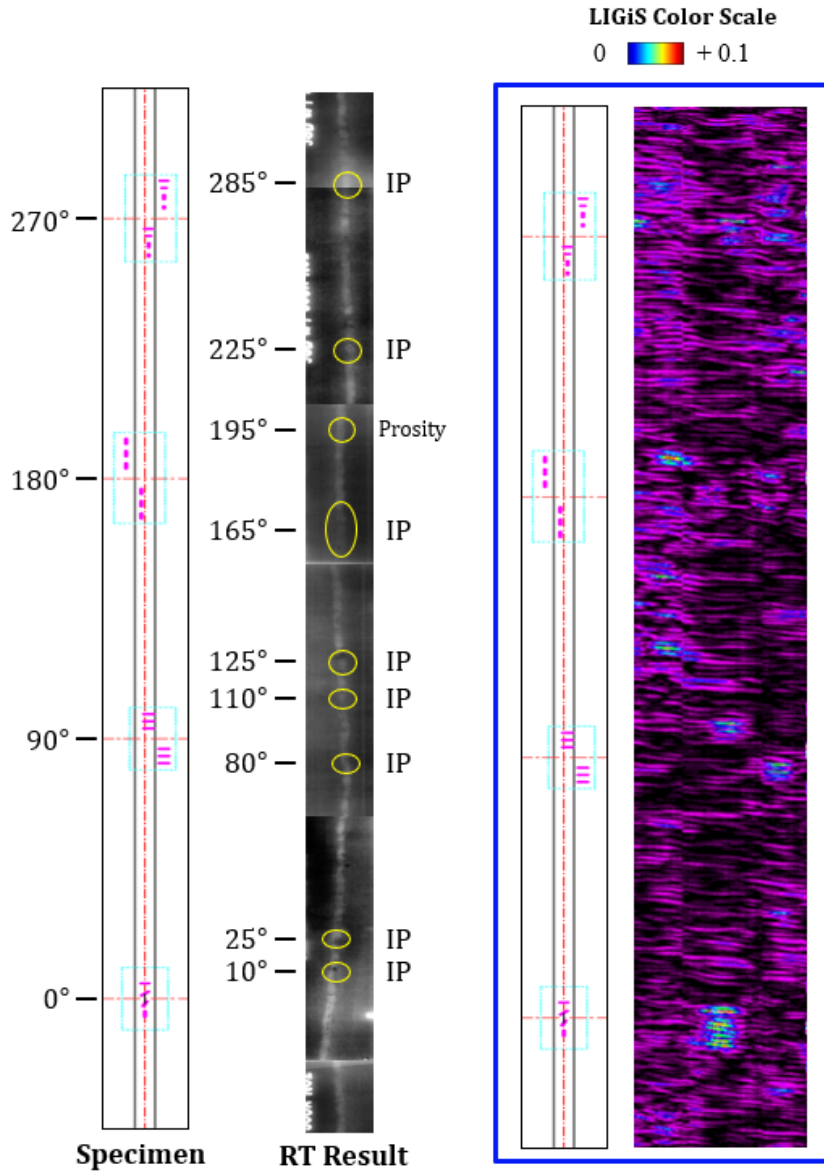 LIGiS Color Scale
0 + 0.1
285° IP
270°
225° IP
195° Prosity
180°
165° IP
125° IP
110° IP
90°
80° IP
25° IP
10° IP
0°
Specimen RT Result